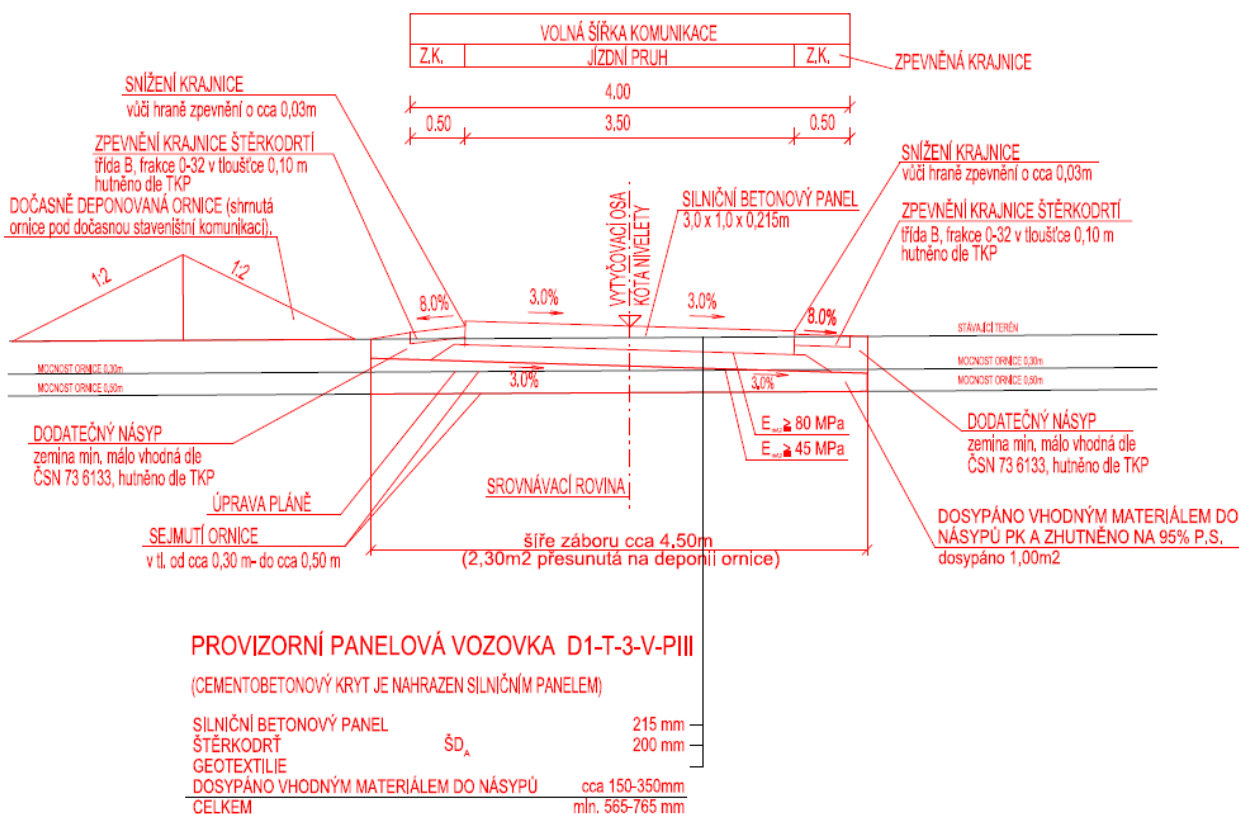 VOLNÁ ŠÍŘKA KOMUNIKACE
Z.K. JÍZDNÍ PRUH Z.K.
ZPEVNĚNÁ KRAJNICE
4.00
0.50 3.50 0.50
SNÍŽENÍ KRAJNICE
vůči hraně zpevnění o cca 0,03m
ZPEVNĚNÍ KRAJNICE ŠTĚRKODRTÍ
třída B, frakce 0-32 v tloušťce 0,10 m
hutněno dle TKP
DOČASNĚ DEPONOVANÁ ORNICE (shrnutá
ornice pod dočasnou staveništní komunikací).
1:2 1:2
VYTYČOVACÍ OSA
KÓTA NIVELETY
SILNIČNÍ BETONOVÝ PANEL
3,0 x 1,0 x 0,215m
SNÍŽENÍ KRAJNICE
vůči hraně zpevnění o cca 0,03m
ZPEVNĚNÍ KRAJNICE ŠTĚRKODRTÍ
třída B, frakce 0-32 v tloušťce 0,10 m
hutněno dle TKP
8.0% 3.0% 3.0% 8.0%
STÁVAJÍCÍ TERÉN
MOCNOST ORNICE 0,30m
MOCNOST ORNICE 0,50m
3.0% 3.0%
MOCNOST ORNICE 0,30m
MOCNOST ORNICE 0,50m
≥ 80 MPa
≥ 45 MPa
DODATEČNÝ NÁSYP
zemina min. málo vhodná dle
ČSN 73 6133, hutněno dle TKP
DODATEČNÝ NÁSYP
zemina min. málo vhodná dle
ČSN 73 6133, hutněno dle TKP
ÚPRAVA PLÁNĚ
SROVNÁVACÍ ROVINA
SEJMUTÍ ORNICE
v tl. od cca 0,30 m- do cca 0,50 m
šíře záboru cca 4,50m
(2,30m2 přesunutá na deponii ornice)
DOSYPÁNO VHODNÝM MATERIÁLEM DO
NÁSYPŮ PK A ZHUTNĚNO NA 95% P.S.
dosypáno 1,00m2
PROVIZORNÍ PANELOVÁ VOZOVKA D1-T-3-V-PIII
(CEMENTOBETONOVÝ KRYT JE NAHRAZEN SILNIČNÍM PANELEM)
SILNIČNÍ BETONOVÝ PANEL 215 mm
ŠTĚRKODRŤ ŠDA 200 mm
GEOTEXTILIE
DOSYPÁNO VHODNÝM MATERIÁLEM DO NÁSYPŮ cca 150-350mm
CELKEM min. 565-765 mm